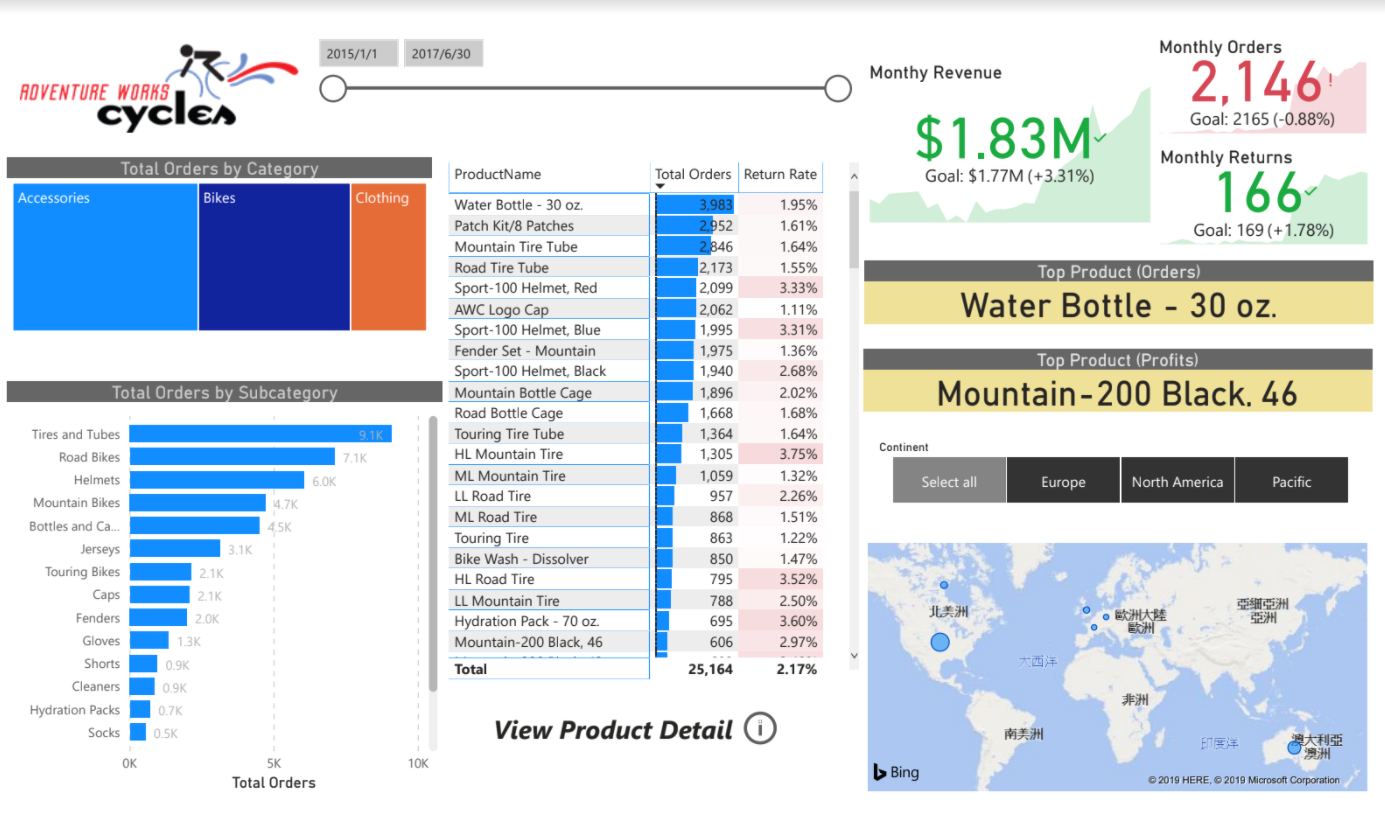 ADVENTURE WORKS
cycles
2015/1/1 2017/6/30
Monthy Revenue
$1.83M
Goal: $1.77M (+3.31%)
Monthly Orders
2,146!
Goal: 2165 (-0.88%)
Monthly Returns
166
Goal: 169 (+1.78%)
Total Orders by Category
Accessories Bikes Clothing
Total Orders by Subcategory
Tires and Tubes 9.1K
Road Bikes 7.1K
Helmets 6.0K
Mountain Bikes 4.7K
Bottles and Ca... 4.5K
Jerseys 3.1K
Touring Bikes 2.1K
Caps 2.1K
Fenders 2.0K
Gloves 1.3K
Shorts 0.9K
Cleaners 0.9K
Hydration Packs 0.7K
Socks 0.5K
0K 5K 10K
Total Orders
ProductName Total Orders Return Rate
Water Bottle - 30 oz. 3,983 1.95%
Patch Kit/8 Patches 2,952 1.61%
Mountain Tire Tube 2,846 1.64%
Road Tire Tube 2,173 1.55%
Sport-100 Helmet, Red 2,099 3.33%
AWC Logo Cap 2,062 1.11%
Sport-100 Helmet, Blue 1,995 3.31%
Fender Set - Mountain 1,975 1.36%
Sport-100 Helmet, Black 1,940 2.68%
Mountain Bottle Cage 1,896 2.02%
Road Bottle Cage 1,668 1.68%
Touring Tire Tube 1,364 1.64%
HL Mountain Tire 1,305 3.75%
ML Mountain Tire 1,059 1.32%
LL Road Tire 957 2.26%
ML Road Tire 868 1.51%
Touring Tire 863 1.22%
Bike Wash - Dissolver 850 1.47%
HL Road Tire 795 3.52%
LL Mountain Tire 788 2.50%
Hydration Pack - 70 oz. 695 3.60%
Mountain-200 Black, 46 606 2.97%
Total 25,164 2.17%
View Product Detail i
Top Product (Orders)
Water Bottle - 30 oz.
Top Product (Profits)
Mountain-200 Black, 46
Continent
Select all Europe North America Pacific
北美洲
歐洲大陸
歐洲
亞細亞洲
亞洲
大西洋
非洲
南美洲
印度洋
澳大利亞
澳洲
Bing
© 2019 HERE, © 2019 Microsoft Corporation